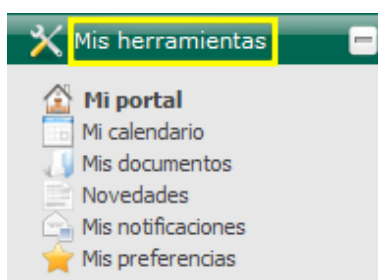 Mis herramientas
Mi portal
Mi calendario
Mis documentos
Novedades
Mis notificaciones
Mis preferencias